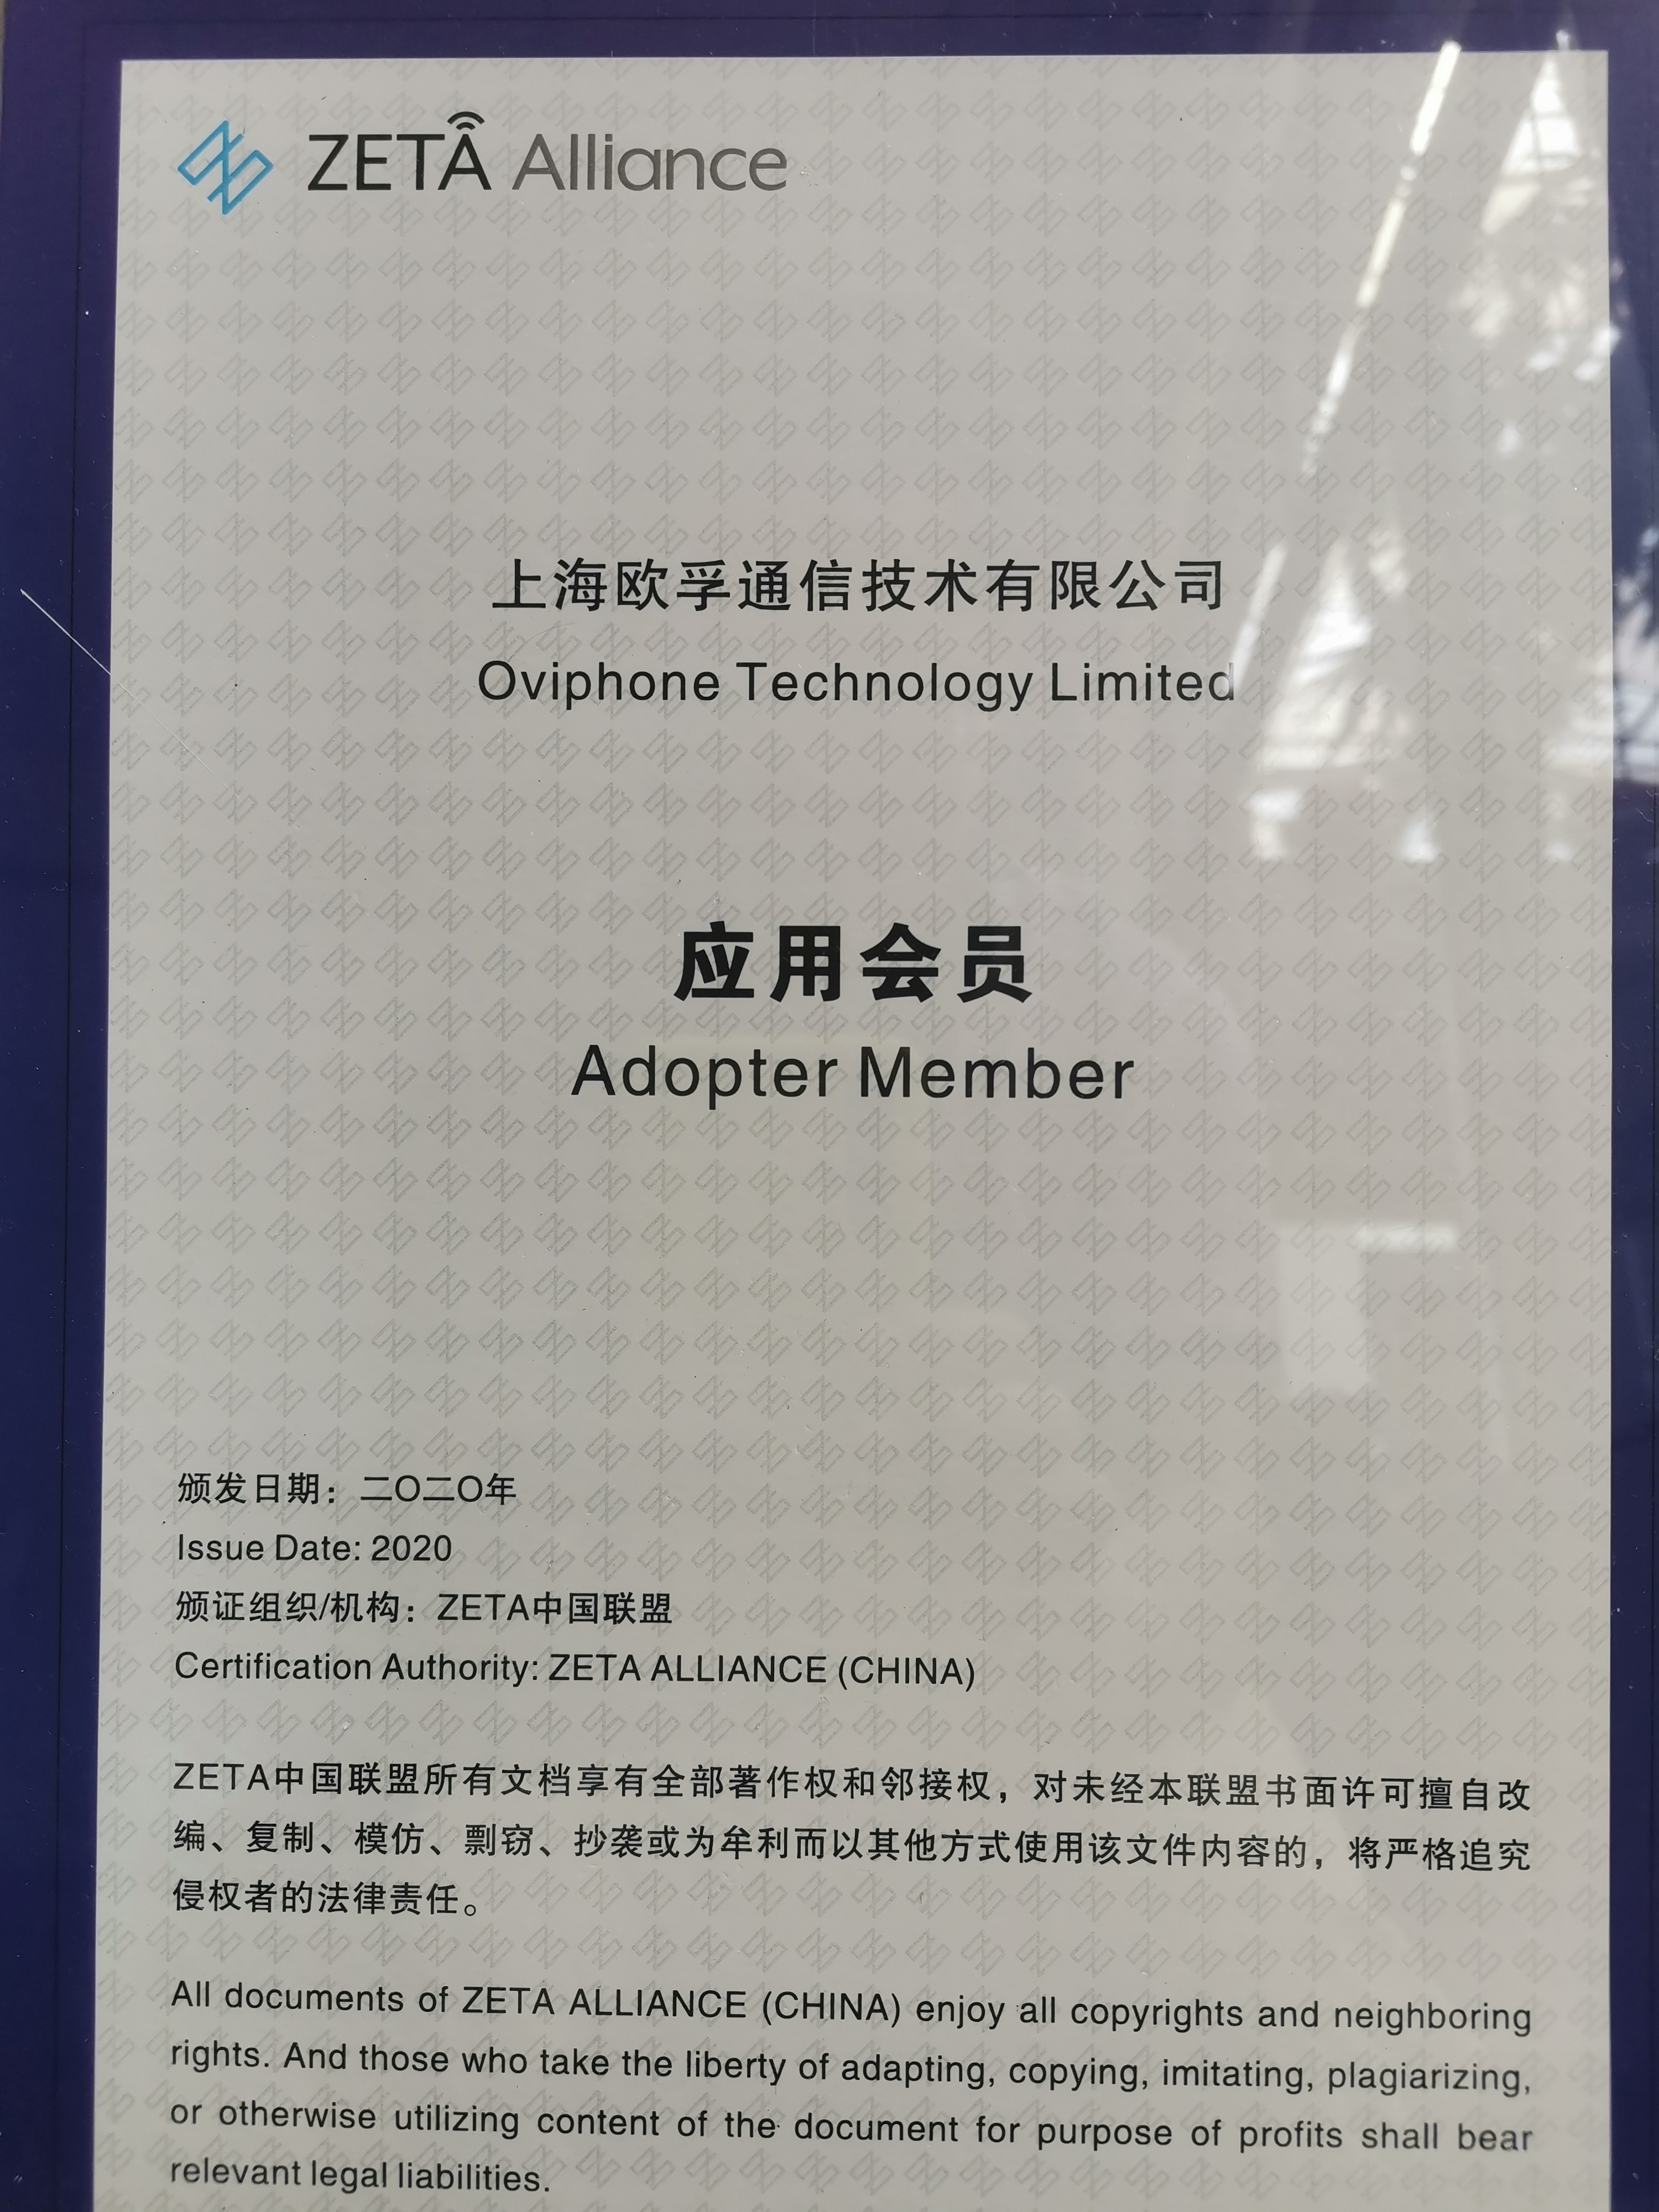 ZETA Alliance
上海欧孚通信技术有限公司
Oviphone Technology Limited
应用会员
Adopter Member
颁发日期：二〇二〇年
Issue Date: 2020
颁证组织/机构：ZETA中国联盟
Certification Authority: ZETA ALLIANCE (CHINA)
ZETA中国联盟所有文档享有全部著作权和邻接权，对未经本联盟书面许可擅自改
编、复制、模仿、剽窃、抄袭或为牟利而以其他方式使用该文件内容的，将严格追究
侵权者的法律责任。
All documents of ZETA ALLIANCE (CHINA) enjoy all copyrights and neighboring
rights. And those who take the liberty of adapting, copying, imitating, plagiarizing,
or otherwise utilizing content of the document for purpose of profits shall bear
relevant legal liabilities.